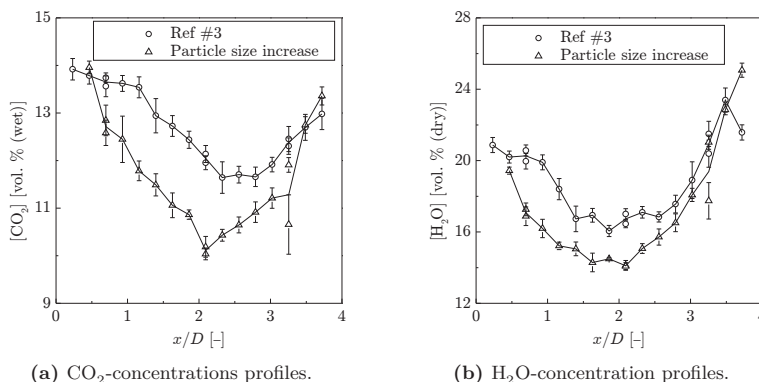 Ref #3
Particle size increase
15
13
11
9
[CO₂] [vol. % (wet)]
0 1 2 3 4
x/D [–]
(a) CO₂-concentrations profiles.
Ref #3
Particle size increase
28
24
20
16
12
[H₂O] [vol. % (dry)]
0 1 2 3 4
x/D [–]
(b) H₂O-concentration profiles.